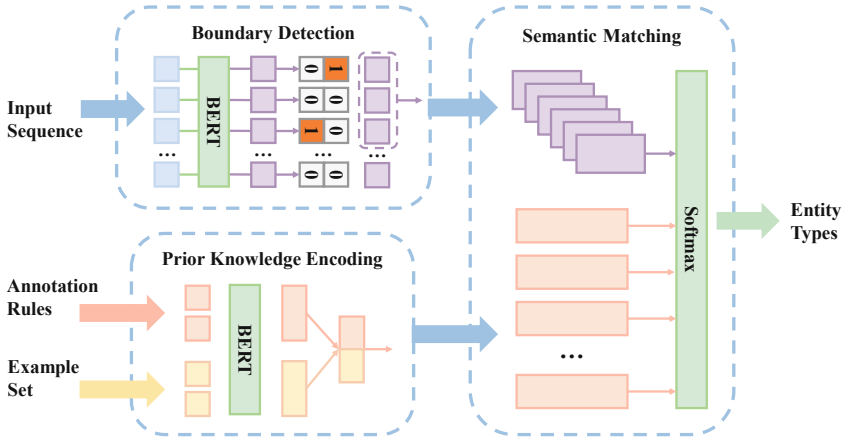 Boundary Detection
Semantic Matching
Input
Sequence
BERT
0 1
0 0
1 0
... ... ... ...
0 0
Softmax
Entity
Types
Prior Knowledge Encoding
Annotation
Rules
BERT
Example
Set
...